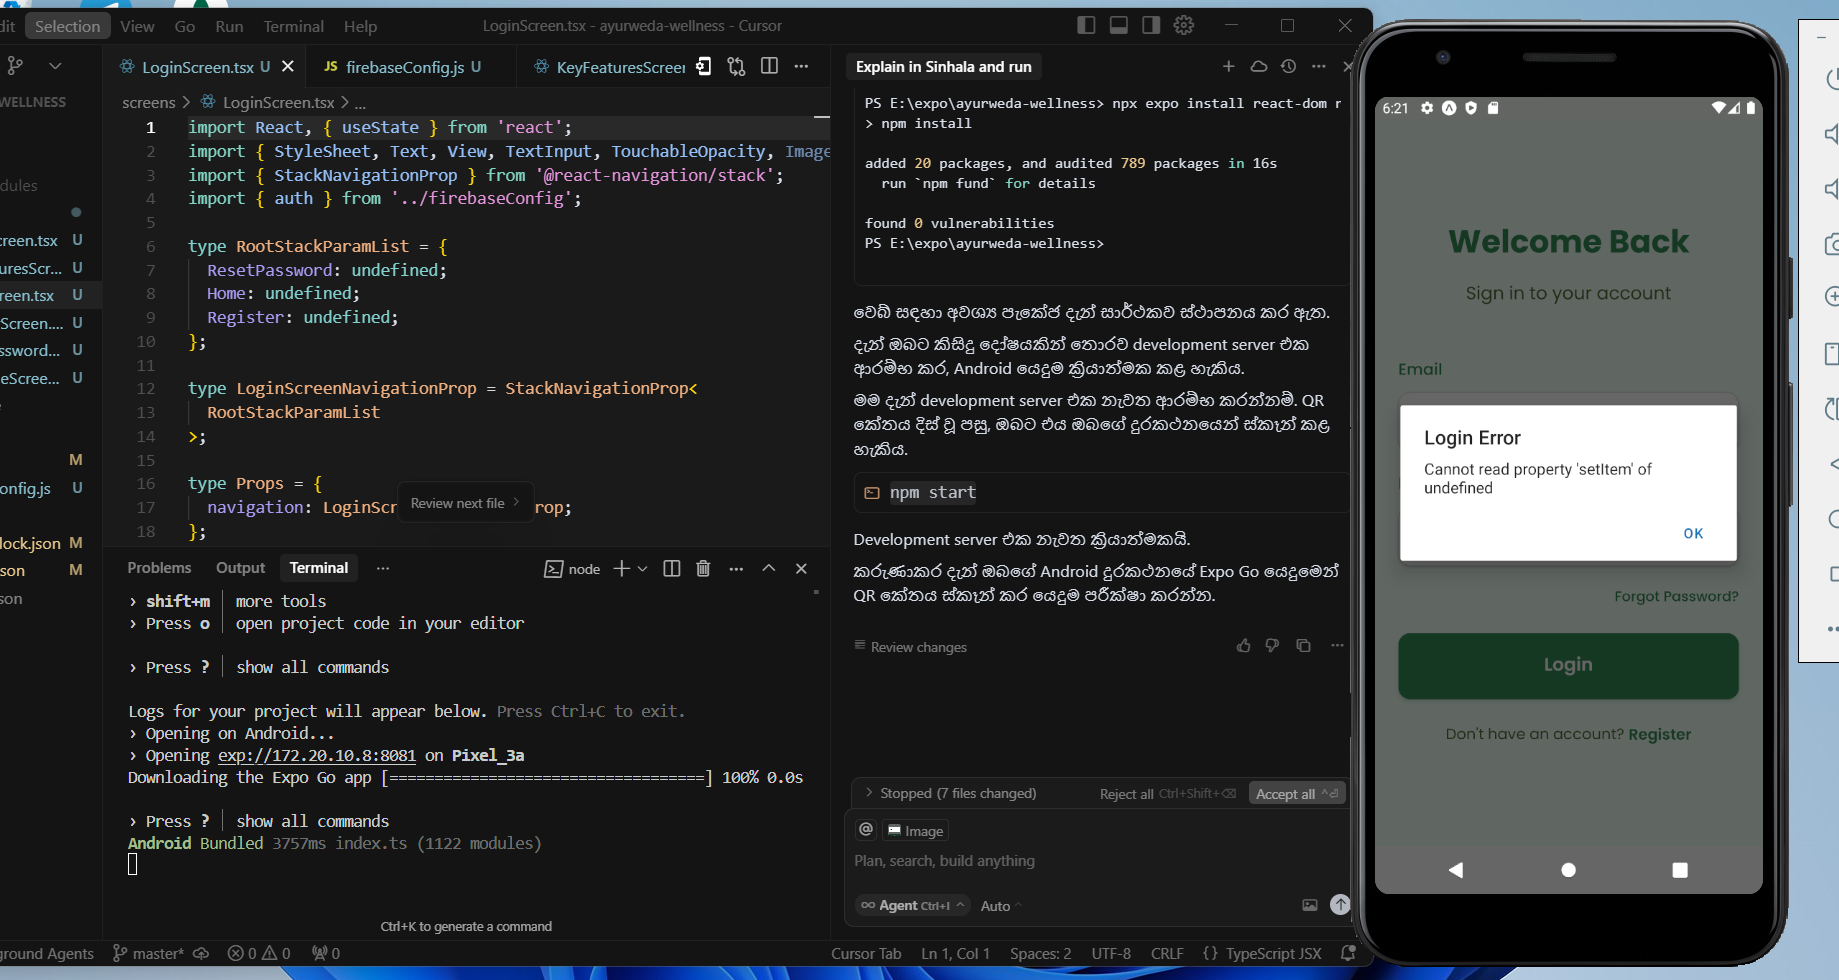 dit Selection View Go Run Terminal Help
LoginScreen.tsx - ayurweda-wellness - Cursor
WELLNESS
dules
creen.tsx U
uresScr... U
reen.tsx U
Screen.... U
ssword... U
eScree... U
M
onfig.js U
lock.json M
son M
son
LoginScreen.tsx U
JS firebaseConfig.js U
KeyFeaturesScreen
screens > LoginScreen.tsx > ...
1 import React, { useState } from 'react';
2 import { StyleSheet, Text, View, TextInput, TouchableOpacity, Image
3 import { StackNavigationProp } from '@react-navigation/stack';
4 import { auth } from '../firebaseConfig';
5
6 type RootStackParamList = {
7 ResetPassword: undefined;
8 Home: undefined;
9 Register: undefined;
10 };
11
12 type LoginScreenNavigationProp = StackNavigationProp<
13 RootStackParamList
14 >;
15
16 type Props = {
17 navigation: LoginScr rop;
18 };
Review next file >
Problems Output Terminal ...
node
› shift+m │ more tools
› Press o │ open project code in your editor
› Press ? │ show all commands
Logs for your project will appear below. Press Ctrl+C to exit.
› Opening on Android...
› Opening exp://172.20.10.8:8081 on Pixel_3a
Downloading the Expo Go app [==================================] 100% 0.0s
› Press ? │ show all commands
Android Bundled 3757ms index.ts (1122 modules)
Ctrl+K to generate a command
Explain in Sinhala and run
PS E:\expo\ayurweda-wellness> npx expo install react-dom r
> npm install
added 20 packages, and audited 789 packages in 16s
run `npm fund` for details
found 0 vulnerabilities
PS E:\expo\ayurweda-wellness>
වෙබ් සඳහා අවශ්‍ය පැකේජ දැන් සාර්ථකව ස්ථාපනය කර ඇත.
දැන් ඔබට කිසිදු දෝෂයකින් තොරව development server එක
ආරම්භ කර, Android යෙදුම ක්‍රියාත්මක කළ හැකිය.
මම දැන් development server එක නැවත ආරම්භ කරන්නම්. QR
කේතය දිස් වූ පසු, ඔබට එය ඔබගේ දුරකථනයෙන් ස්කෑන් කළ
හැකිය.
npm start
Development server එක නැවත ක්‍රියාත්මකයි.
කරුණාකර දැන් ඔබගේ Android දුරකථනයේ Expo Go යෙදුමෙන්
QR කේතය ස්කෑන් කර යෙදුම පරීක්ෂා කරන්න.
Review changes
Stopped (7 files changed) Reject all Ctrl+Shift+⌫ Accept all ^⏎
@ Image
Plan, search, build anything
∞ Agent Ctrl+I Auto
round Agents master* 0 0 0
Cursor Tab Ln 1, Col 1 Spaces: 2 UTF-8 CRLF {} TypeScript JSX
6:21
Welcome Back
Sign in to your account
Email
Login Error
Cannot read property 'setItem' of
undefined
OK
Forgot Password?
Login
Don't have an account? Register